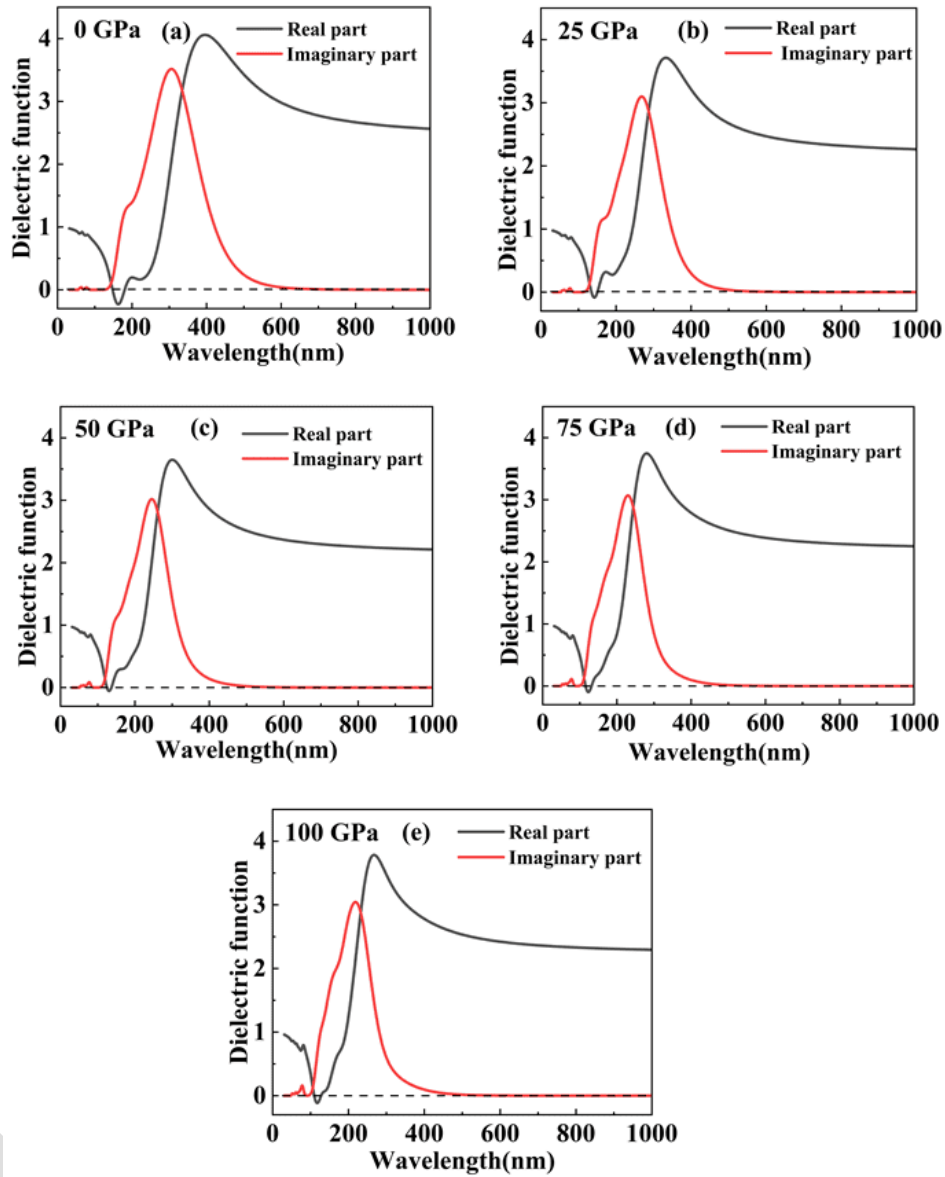 0 GPa (a) Real part
Imaginary part
Dielectric function
4
3
2
1
0
0 200 400 600 800 1000
Wavelength(nm)
25 GPa (b) Real part
Imaginary part
Dielectric function
4
3
2
1
0
0 200 400 600 800 1000
Wavelength(nm)
50 GPa (c) Real part
Imaginary part
Dielectric function
4
3
2
1
0
0 200 400 600 800 1000
Wavelength(nm)
75 GPa (d) Real part
Imaginary part
Dielectric function
4
3
2
1
0
0 200 400 600 800 1000
Wavelength(nm)
100 GPa (e) Real part
Imaginary part
Dielectric function
4
3
2
1
0
0 200 400 600 800 1000
Wavelength(nm)